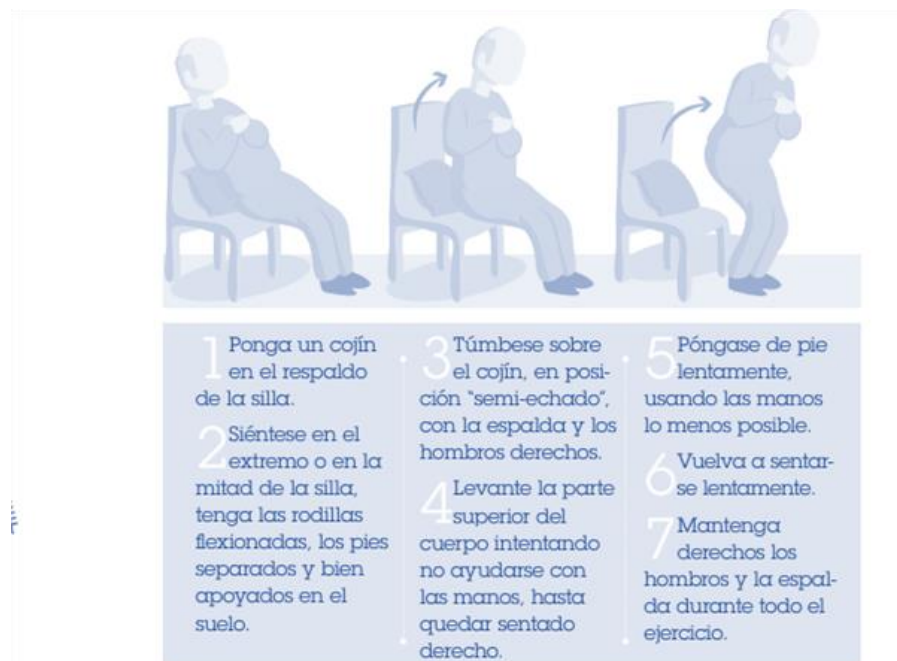 1 Ponga un cojín
en el respaldo
de la silla.
2 Siéntese en el
extremo o en la
mitad de la silla,
tenga las rodillas
flexionadas, los pies
separados y bien
apoyados en el
suelo.
3 Túmbese sobre
el cojín, en posi-
ción "semi-echado",
con la espalda y los
hombros derechos.
4 Levante la parte
superior del
cuerpo intentando
no ayudarse con
las manos, hasta
quedar sentado
derecho.
5 Póngase de pie
lentamente,
usando las manos
lo menos posible.
6 Vuelva a sentar-
se lentamente.
7 Mantenga
derechos los
hombros y la espal-
da durante todo el
ejercicio.